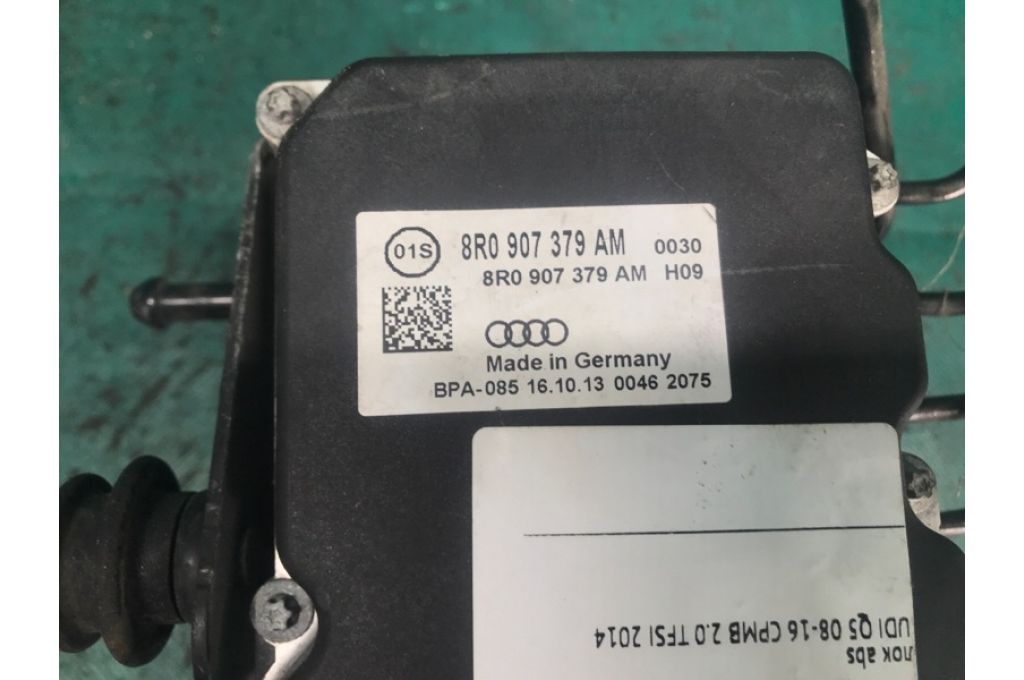 01S
8R0 907 379 AM 0030
8R0 907 379 AM H09
Made in Germany
BPA-085 16.10.13 0046 2075
лок abs
UDI Q5 08-16 CPMB 2.0 TFSI 2014